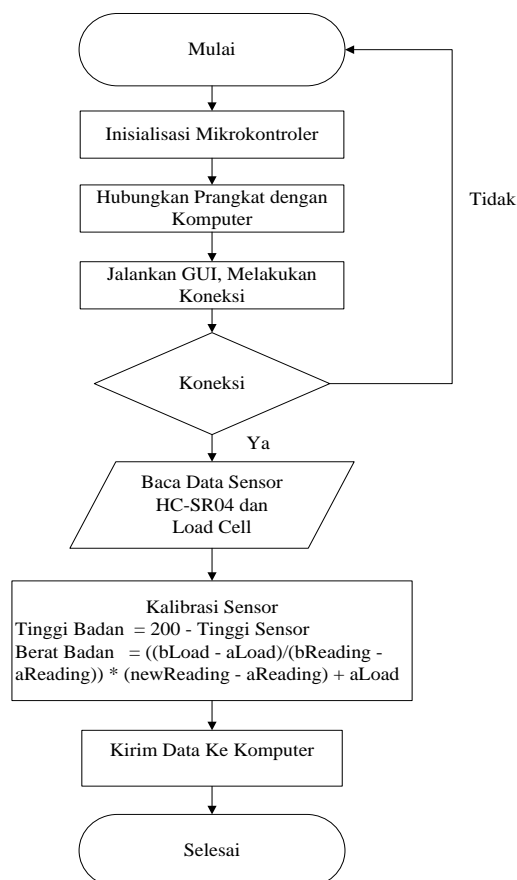 Mulai
Inisialisasi Mikrokontroler
Hubungkan Prangkat dengan
Komputer
Tidak
Jalankan GUI, Melakukan
Koneksi
Koneksi
Ya
Baca Data Sensor
HC-SR04 dan
Load Cell
Kalibrasi Sensor
Tinggi Badan = 200 - Tinggi Sensor
Berat Badan = ((bLoad - aLoad)/(bReading -
aReading)) * (newReading - aReading) + aLoad
Kirim Data Ke Komputer
Selesai